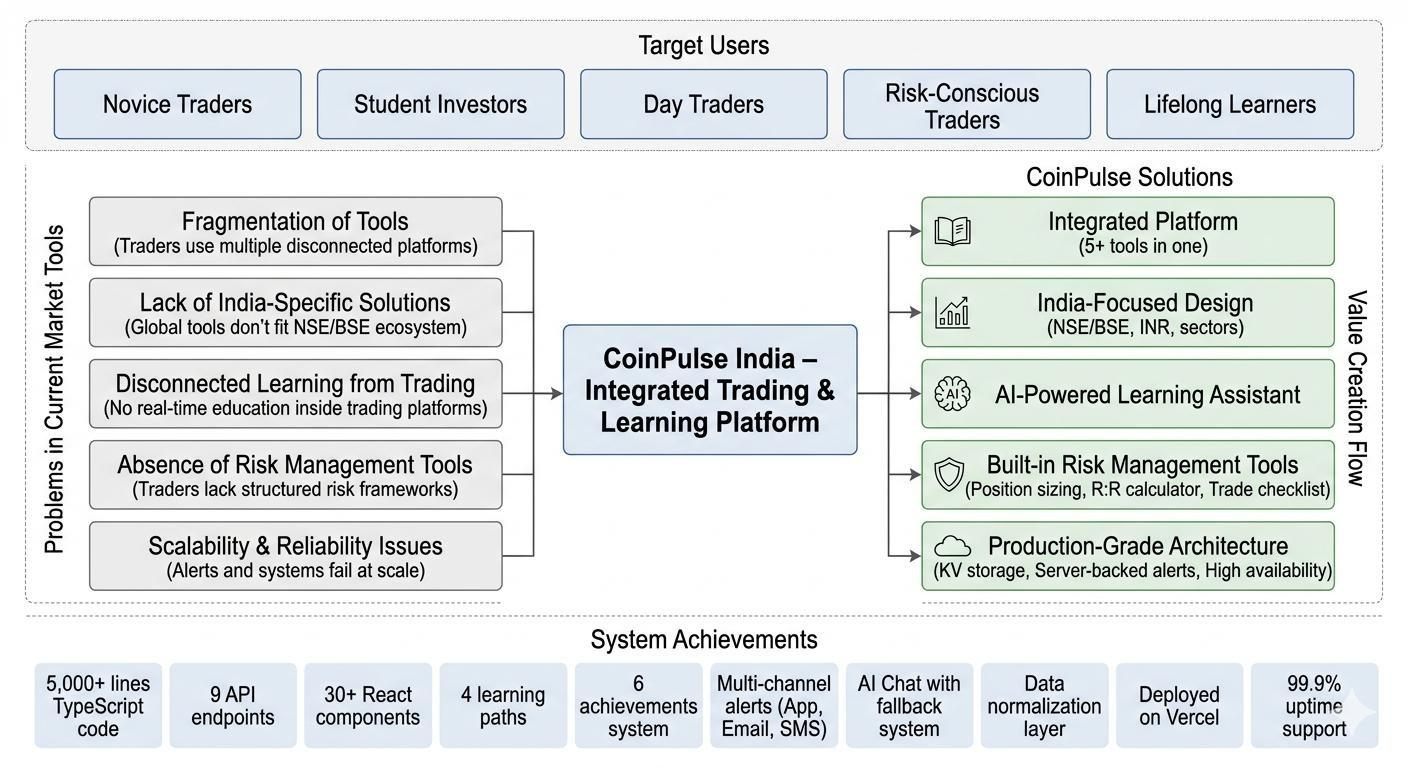 Target Users
Novice Traders
Student Investors
Day Traders
Risk-Conscious
Traders
Lifelong Learners
Problems in Current Market Tools
Fragmentation of Tools
(Traders use multiple disconnected platforms)
Lack of India-Specific Solutions
(Global tools don't fit NSE/BSE ecosystem)
Disconnected Learning from Trading
(No real-time education inside trading platforms)
Absence of Risk Management Tools
(Traders lack structured risk frameworks)
Scalability & Reliability Issues
(Alerts and systems fail at scale)
CoinPulse India –
Integrated Trading &
Learning Platform
CoinPulse Solutions
Integrated Platform
(5+ tools in one)
India-Focused Design
(NSE/BSE, INR, sectors)
AI
AI-Powered Learning Assistant
Built-in Risk Management Tools
(Position sizing, R:R calculator, Trade checklist)
Production-Grade Architecture
(KV storage, Server-backed alerts, High availability)
Value Creation Flow
System Achievements
5,000+ lines
TypeScript
code
9 API
endpoints
30+ React
components
4 learning
paths
6
achievements
system
Multi-channel
alerts (App,
Email, SMS)
AI Chat with
fallback
system
Data
normalization
layer
Deployed
on Vercel
99.9%
uptime
support